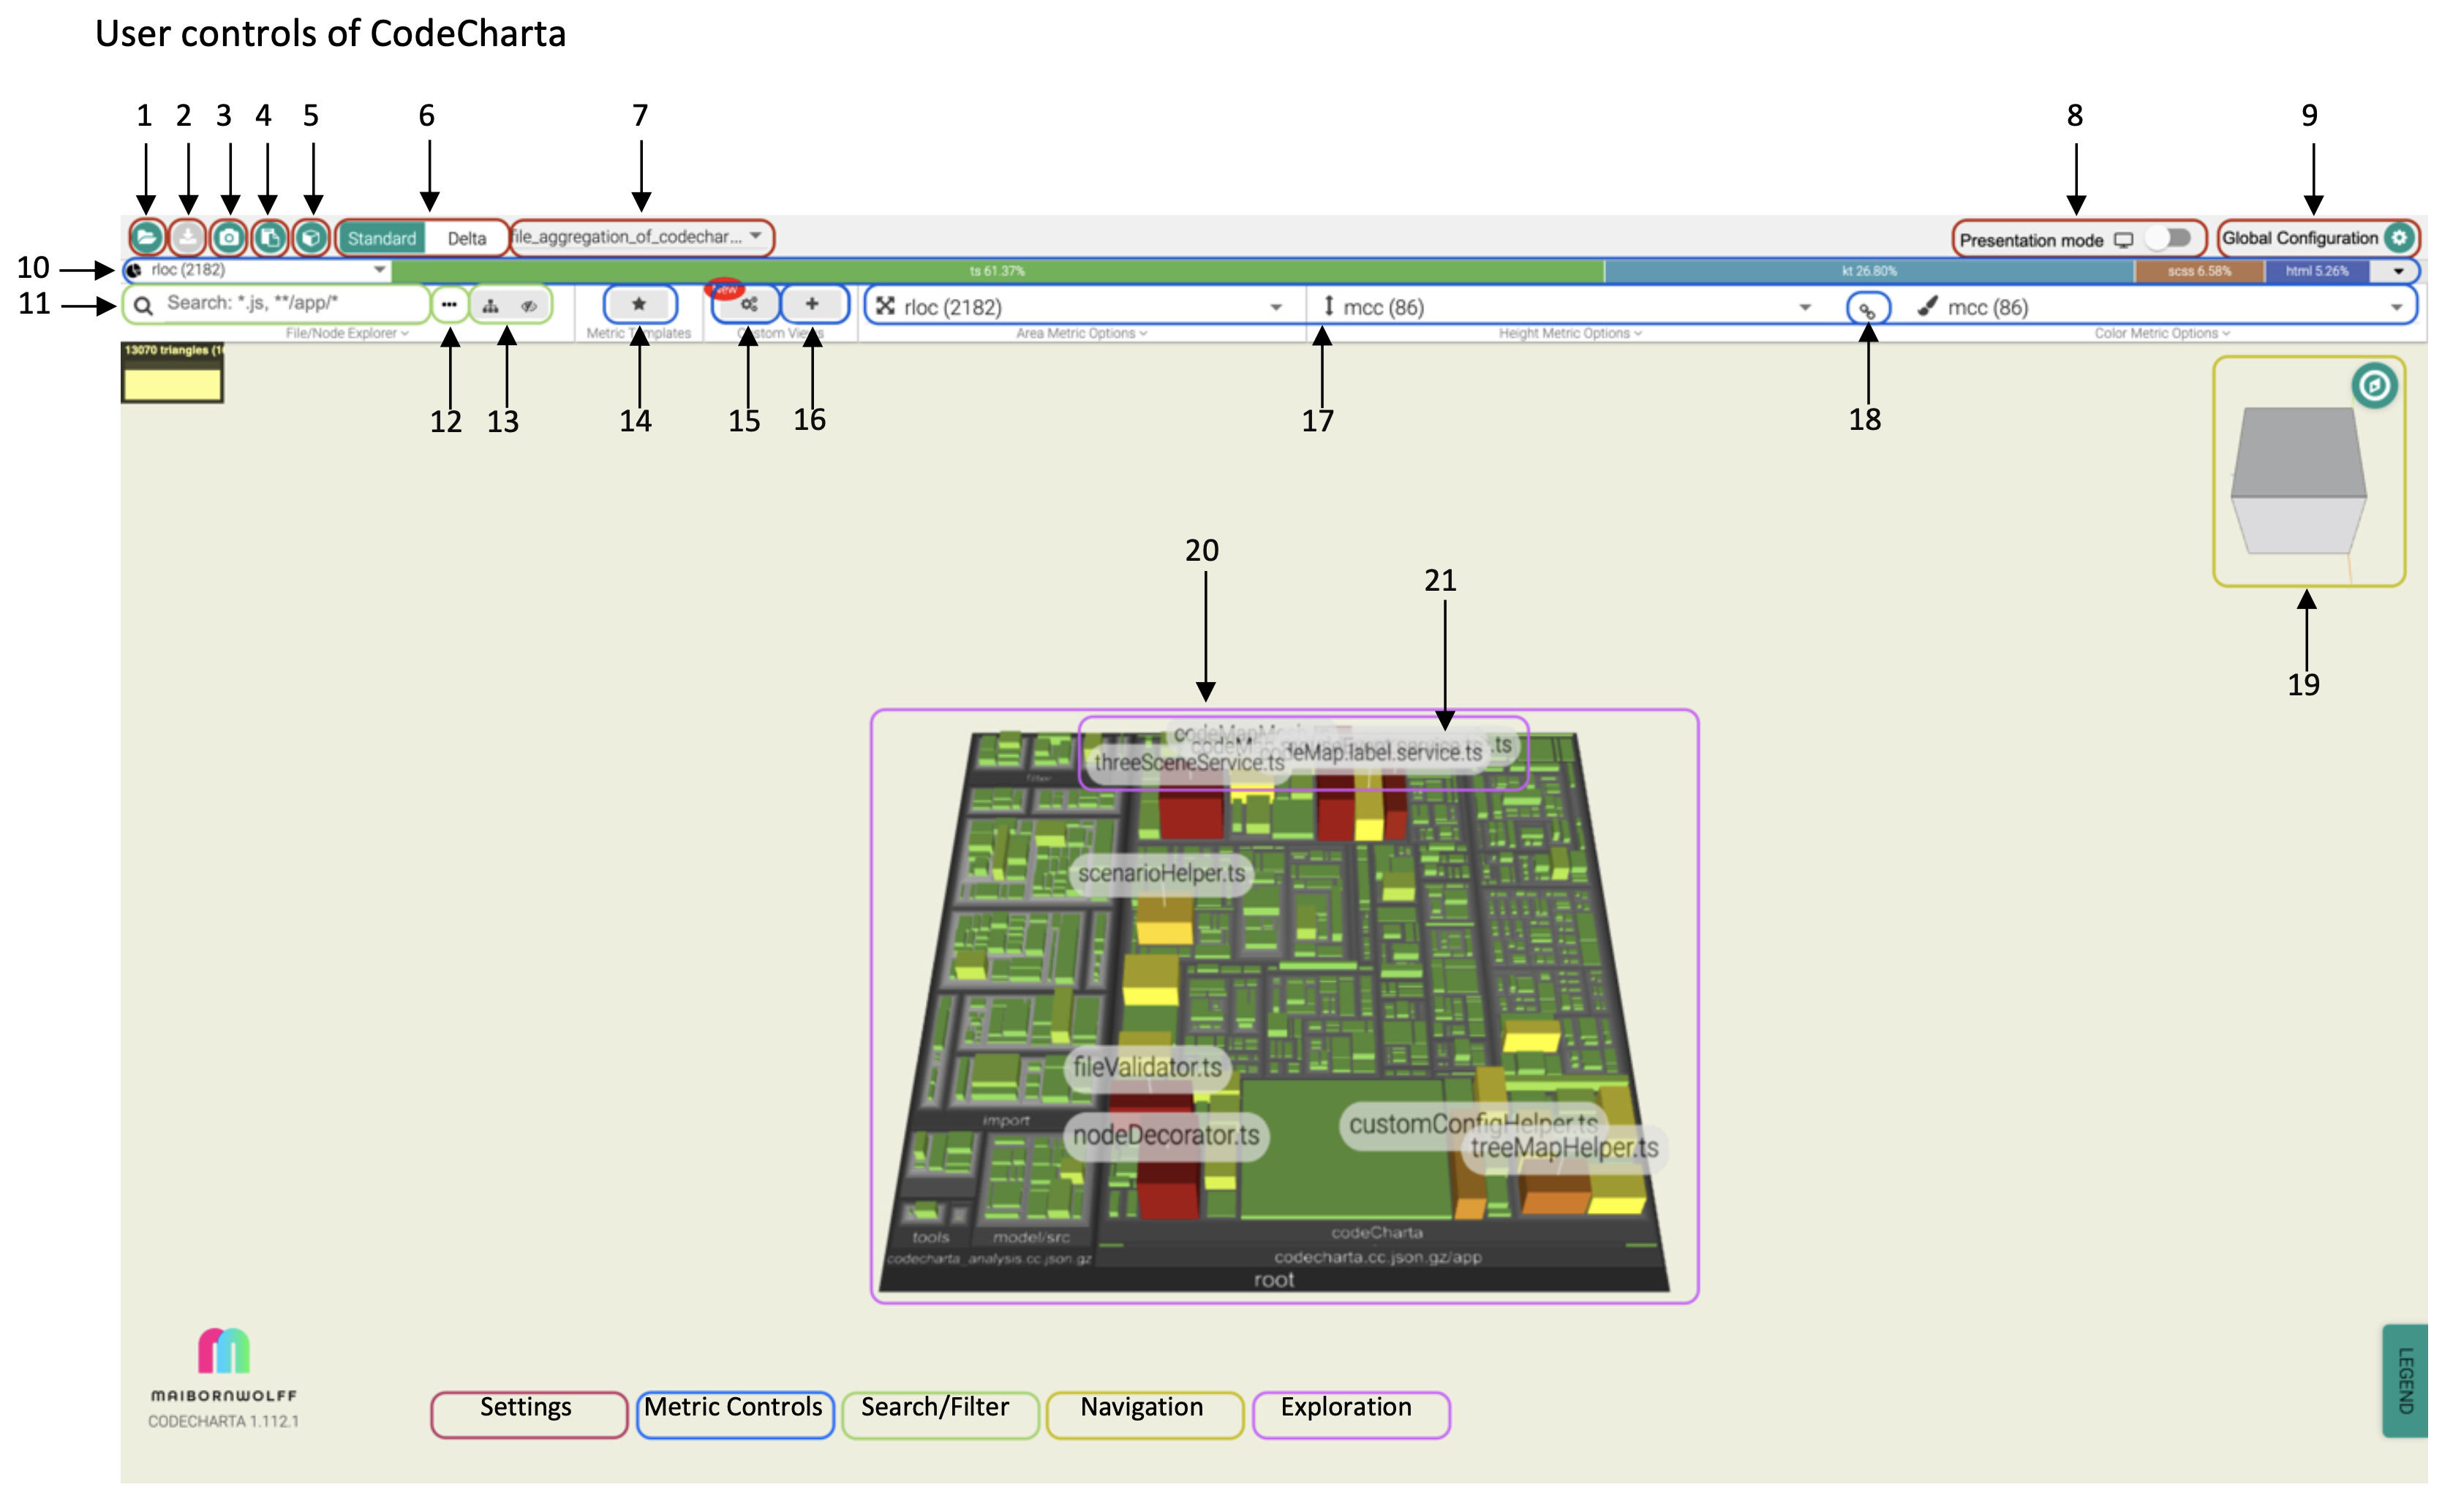 User controls of CodeCharta
1 2 3 4 5 6 7 8 9
Standard Delta file_aggregation_of_codechar... Presentation mode Global Configuration
10 rloc (2182) ts 61.37% kt 26.80% scss 6.58% html 5.26%
11 Search: *.js, **/app/* New rloc (2182) mcc (86) mcc (86)
File/Node Explorer Metric Templates Custom Views Area Metric Options Height Metric Options Color Metric Options
13070 triangles
12 13 14 15 16 17 18
20
21
19
threeSceneService.ts codeMap.label.service.ts
filter
scenarioHelper.ts
fileValidator.ts
import
nodeDecorator.ts customConfigHelper.ts
treeMapHelper.ts
tools model/src codeCharta
codecharta_analysis.cc.json.gz codecharta.cc.json.gz/app
root
MAIBORNWOLFF
CODECHARTA 1.112.1
LEGEND
Settings Metric Controls Search/Filter Navigation Exploration